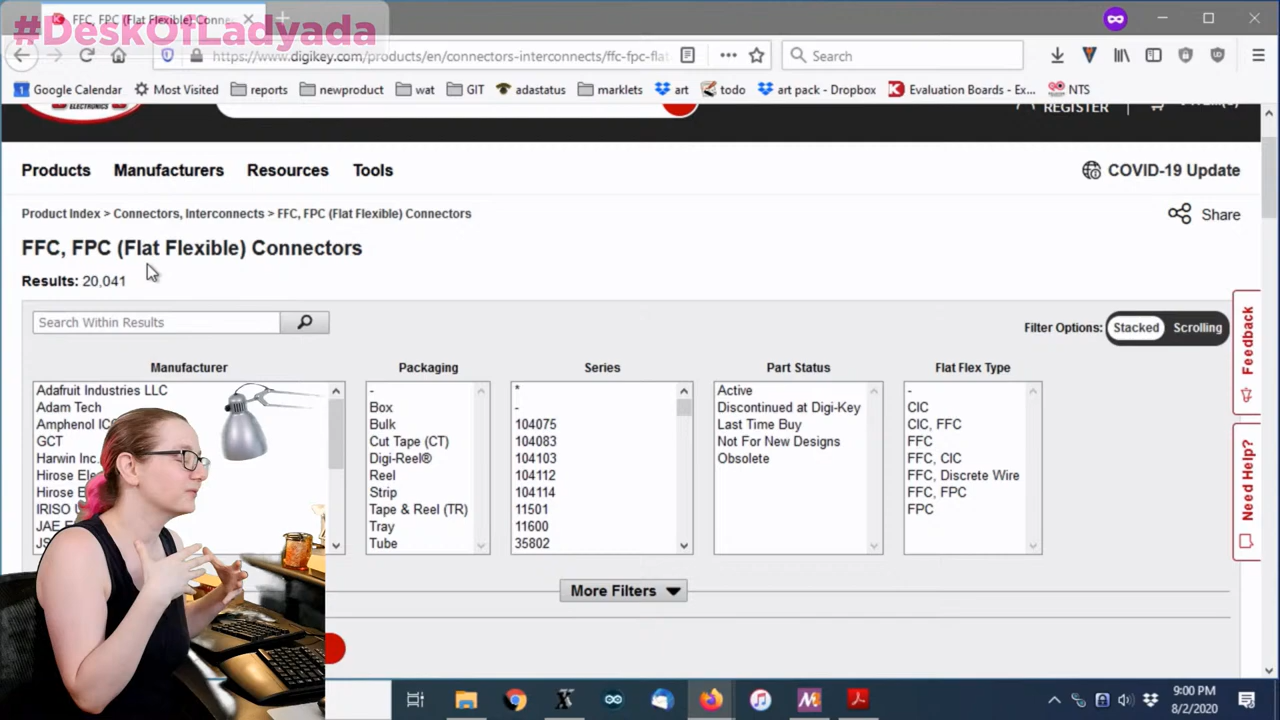 #DeskOfLadyada
FFC, FPC (Flat Flexible) Conne
https://www.digikey.com/products/en/connectors-interconnects/ffc-fpc-flat
Search
Google Calendar
Most Visited
reports
newproduct
wat
GIT
adastatus
marklets
art
todo
art pack - Dropbox
Evaluation Boards - Ex...
NTS
ELECTRONICS
REGISTER
Products
Manufacturers
Resources
Tools
COVID-19 Update
Product Index > Connectors, Interconnects > FFC, FPC (Flat Flexible) Connectors
Share
FFC, FPC (Flat Flexible) Connectors
Results: 20,041
Search Within Results
Filter Options:
Stacked
Scrolling
Feedback
Need Help?
Manufacturer
Adafruit Industries LLC
Adam Tech
Amphenol IC
GCT
Harwin Inc.
Hirose Ele
Hirose E
IRISO
JAE E
Packaging
-
Box
Bulk
Cut Tape (CT)
Digi-Reel®
Reel
Strip
Tape & Reel (TR)
Tray
Tube
Series
*
-
104075
104083
104103
104112
104114
11501
11600
35802
Part Status
Active
Discontinued at Digi-Key
Last Time Buy
Not For New Designs
Obsolete
Flat Flex Type
-
CIC
CIC, FFC
FFC
FFC, CIC
FFC, Discrete Wire
FFC, FPC
FPC
More Filters
9:00 PM
8/2/2020